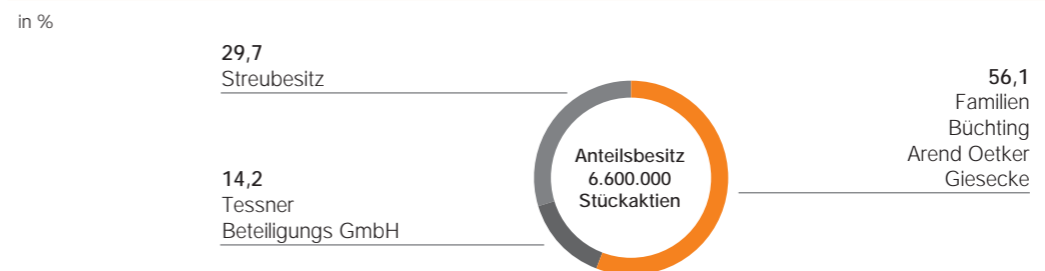 in %
29,7
Streubesitz
14,2
Tessner
Beteiligungs GmbH
Anteilsbesitz
6.600.000
Stückaktien
56,1
Familien
Büchting
Arend Oetker
Giesecke